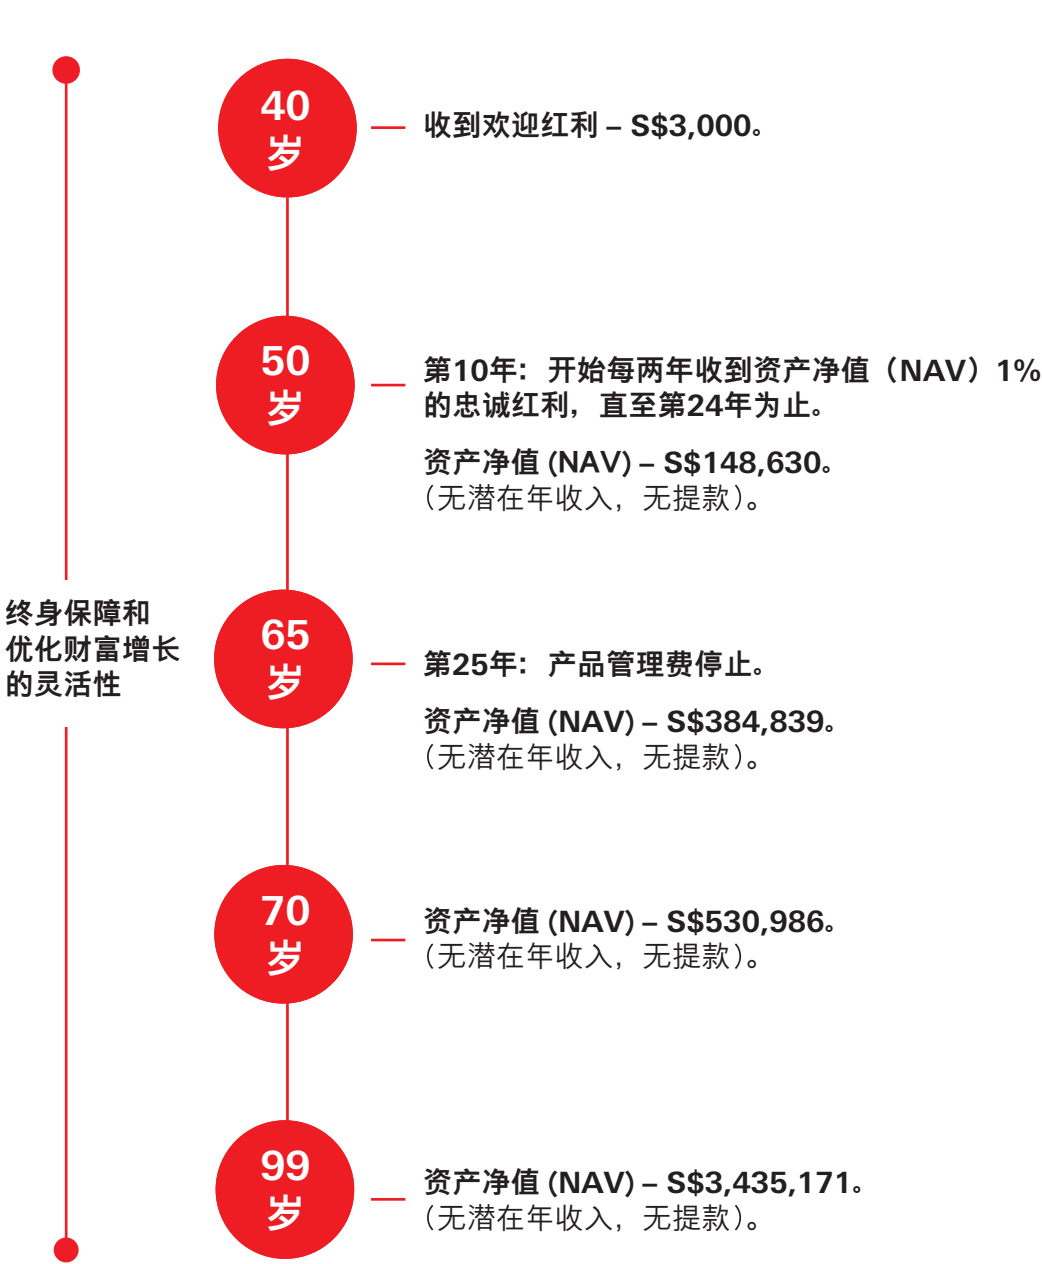 40
岁
收到欢迎红利 – S$3,000。
50
岁
第10年：开始每两年收到资产净值（NAV）1%
的忠诚红利，直至第24年为止。
资产净值 (NAV) – S$148,630。
（无潜在年收入，无提款）。
终身保障和
优化财富增长
的灵活性
65
岁
第25年：产品管理费停止。
资产净值 (NAV) – S$384,839。
（无潜在年收入，无提款）。
70
岁
资产净值 (NAV) – S$530,986。
（无潜在年收入，无提款）。
99
岁
资产净值 (NAV) – S$3,435,171。
（无潜在年收入，无提款）。